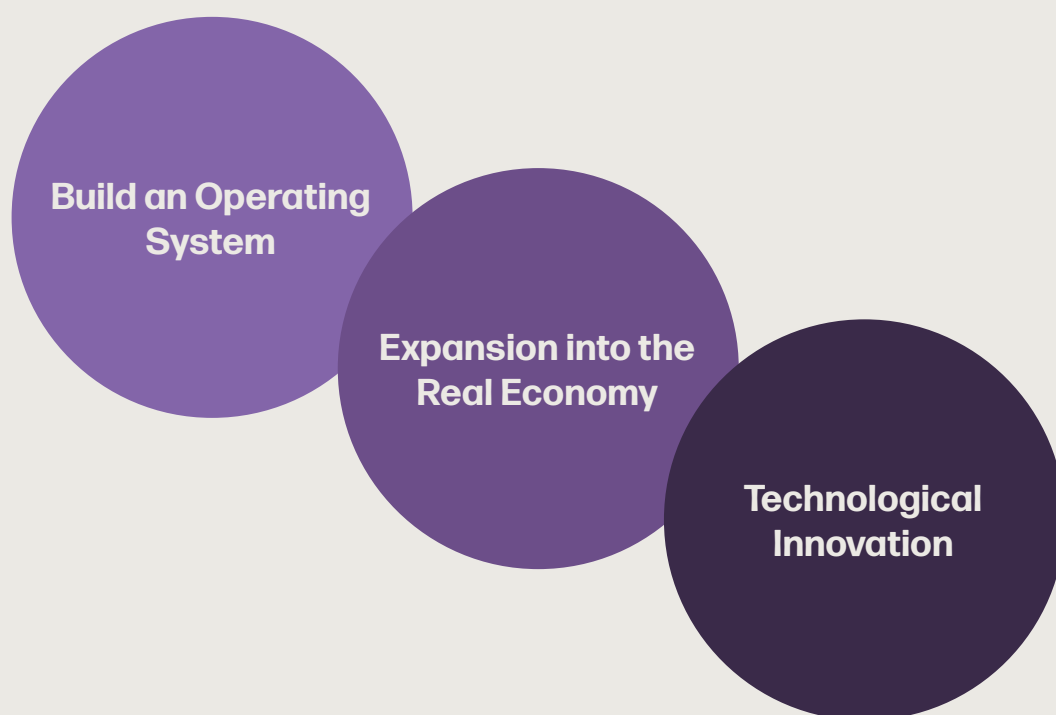 Build an Operating
System
Expansion into the
Real Economy
Technological
Innovation